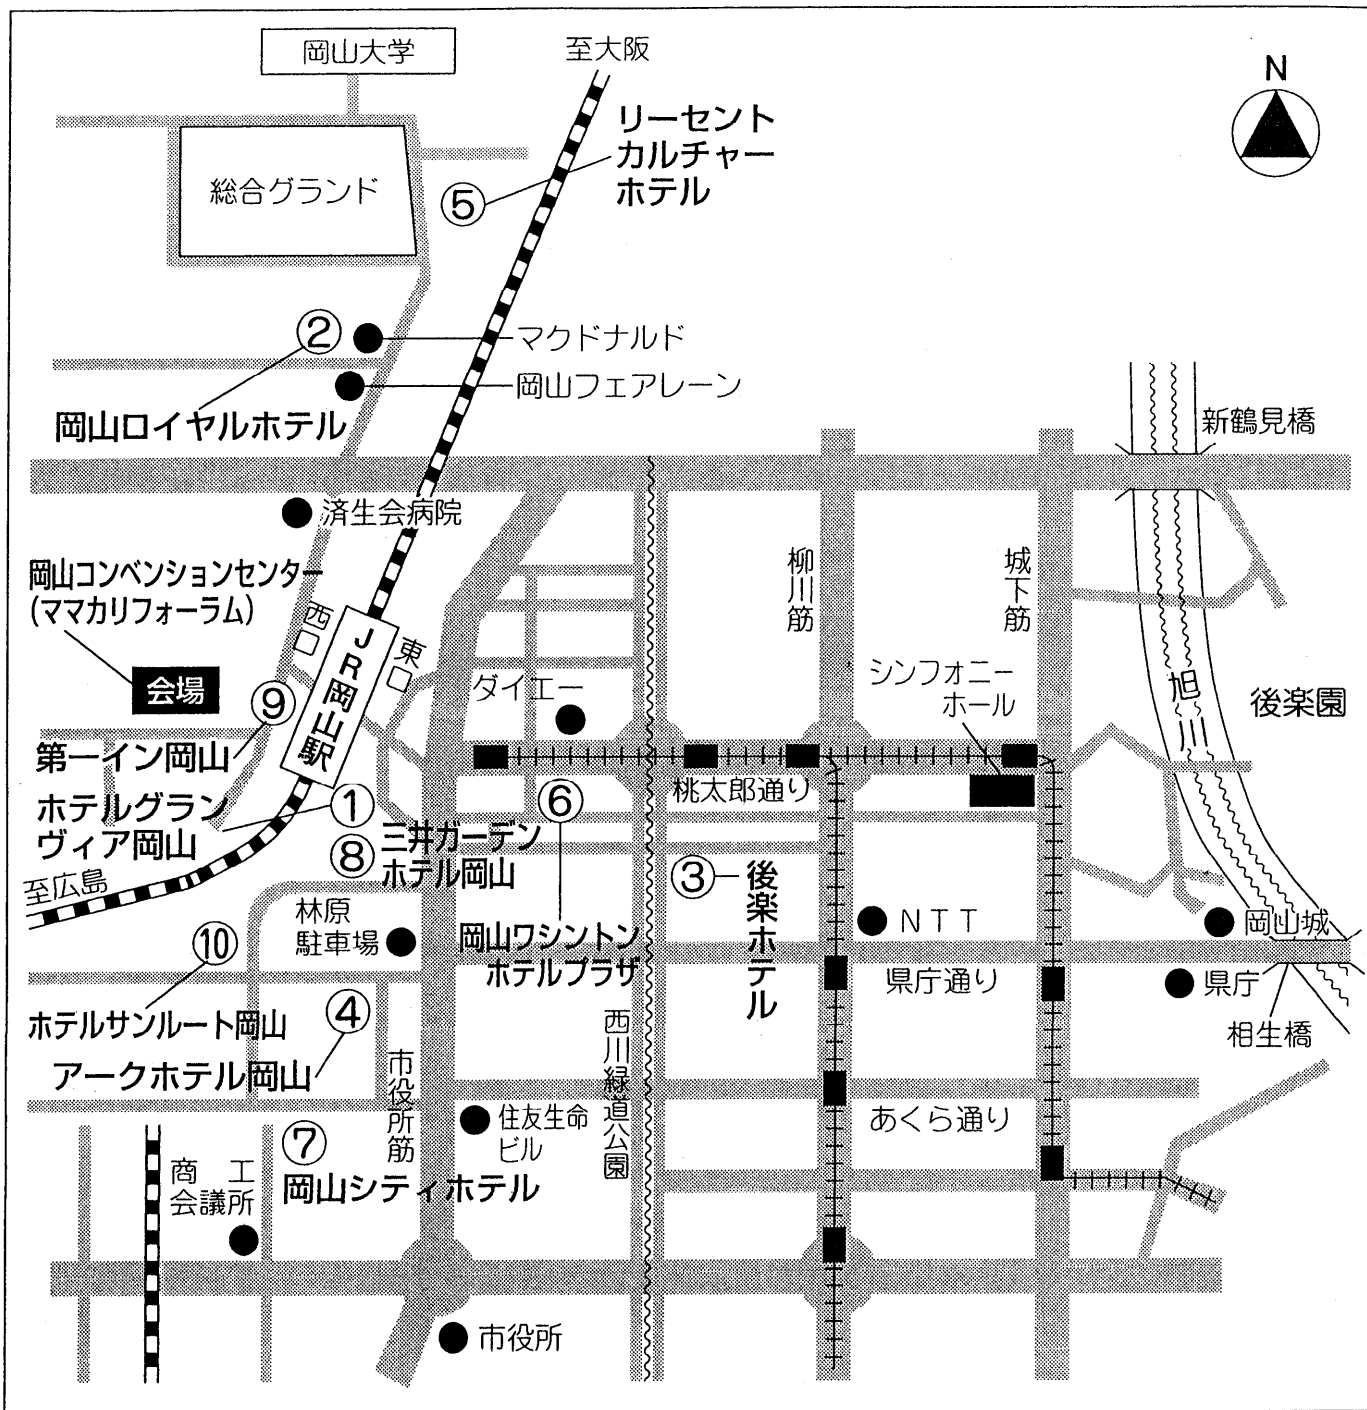 岡山大学
至大阪
N
リーセント
カルチャー
ホテル
総合グランド
⑤
②
マクドナルド
岡山フェアレーン
岡山ロイヤルホテル
新鶴見橋
済生会病院
岡山コンベンションセンター
(ママカリフォーラム)
西口
JR岡山駅
東口
柳川筋
城下筋
会場
⑨
ダイエー
シンフォニー
ホール
旭川
後楽園
第一イン岡山
ホテルグラン
ヴィア岡山
①
⑥
桃太郎通り
⑧
三井ガーデン
ホテル岡山
③
後楽ホテル
至広島
林原
駐車場
⑩
岡山ワシントン
ホテルプラザ
NTT
岡山城
県庁通り
県庁
ホテルサンルート岡山
④
アークホテル岡山
相生橋
市役所筋
西川緑道公園
住友生命
ビル
あくら通り
⑦
岡山シティホテル
商工
会議所
市役所